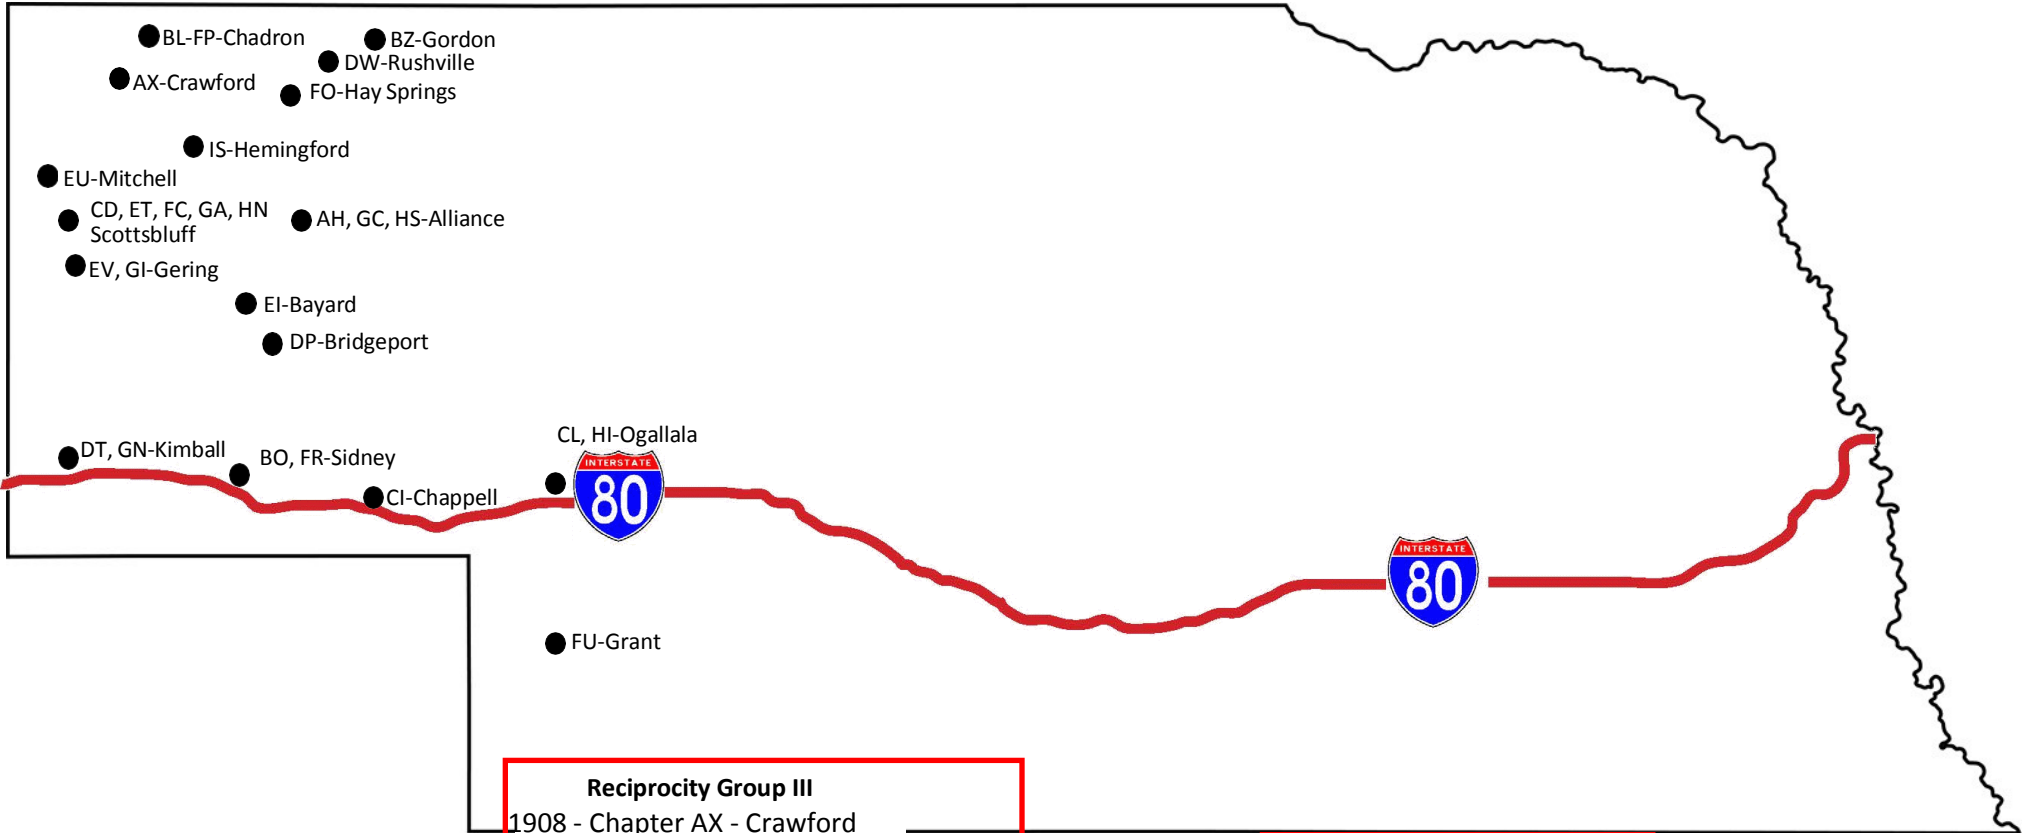 BL-FP-Chadron
BZ-Gordon
DW-Rushville
AX-Crawford
FO-Hay Springs
IS-Hemingford
EU-Mitchell
CD, ET, FC, GA, HN
Scottsbluff
AH, GC, HS-Alliance
EV, GI-Gering
EI-Bayard
DP-Bridgeport
CL, HI-Ogallala
DT, GN-Kimball
BO, FR-Sidney
CI-Chappell
INTERSTATE
80
INTERSTATE
80
FU-Grant
Reciprocity Group III
1908 - Chapter AX - Crawford